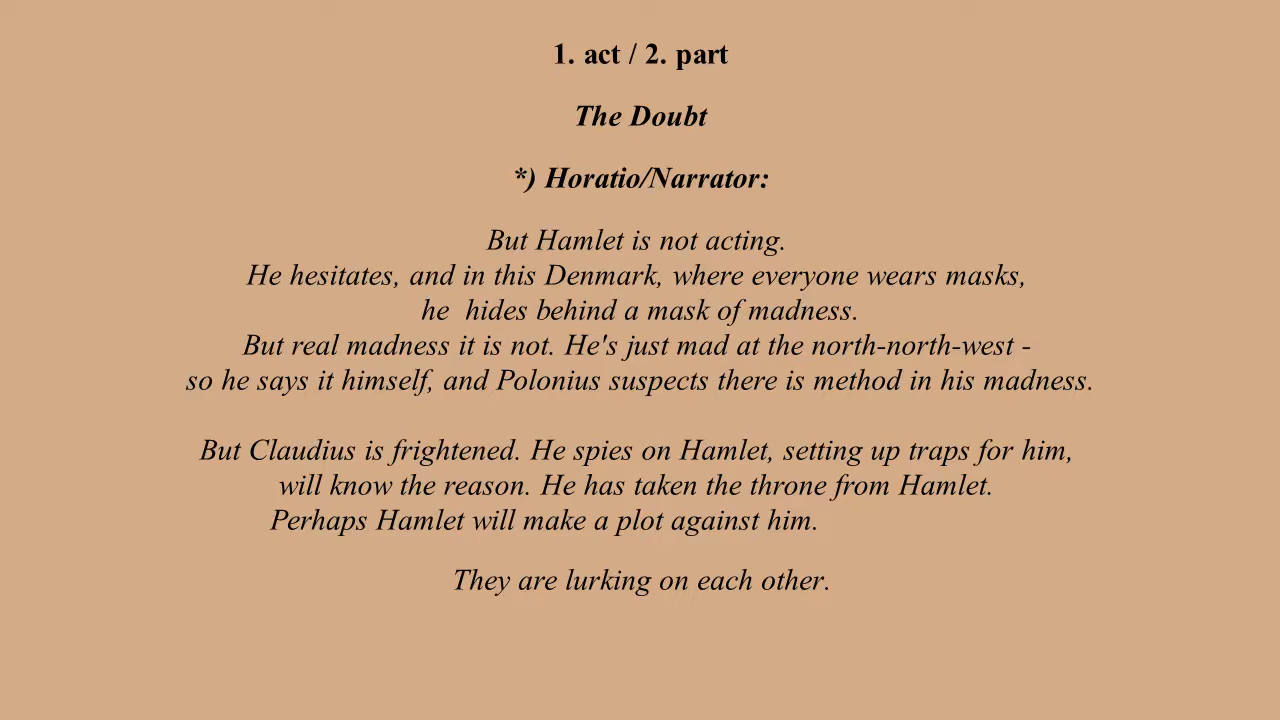 1. act / 2. part
The Doubt
*) Horatio/Narrator:
But Hamlet is not acting.
He hesitates, and in this Denmark, where everyone wears masks,
he  hides behind a mask of madness.
But real madness it is not. He's just mad at the north-north-west -
so he says it himself, and Polonius suspects there is method in his madness.
But Claudius is frightened. He spies on Hamlet, setting up traps for him,
will know the reason. He has taken the throne from Hamlet.
Perhaps Hamlet will make a plot against him.
They are lurking on each other.